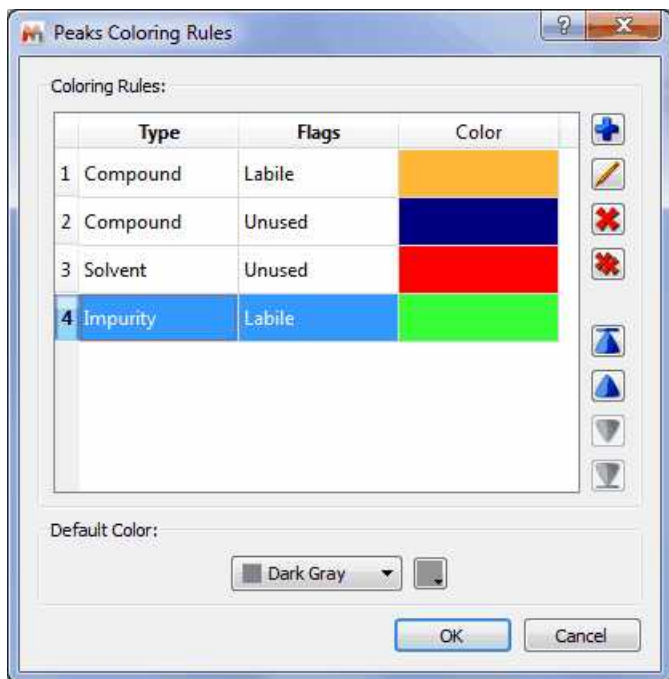 Peaks Coloring Rules
?
Coloring Rules:
Type Flags Color
1 Compound Labile
2 Compound Unused
3 Solvent Unused
4 Impurity Labile
Default Color:
Dark Gray
OK Cancel